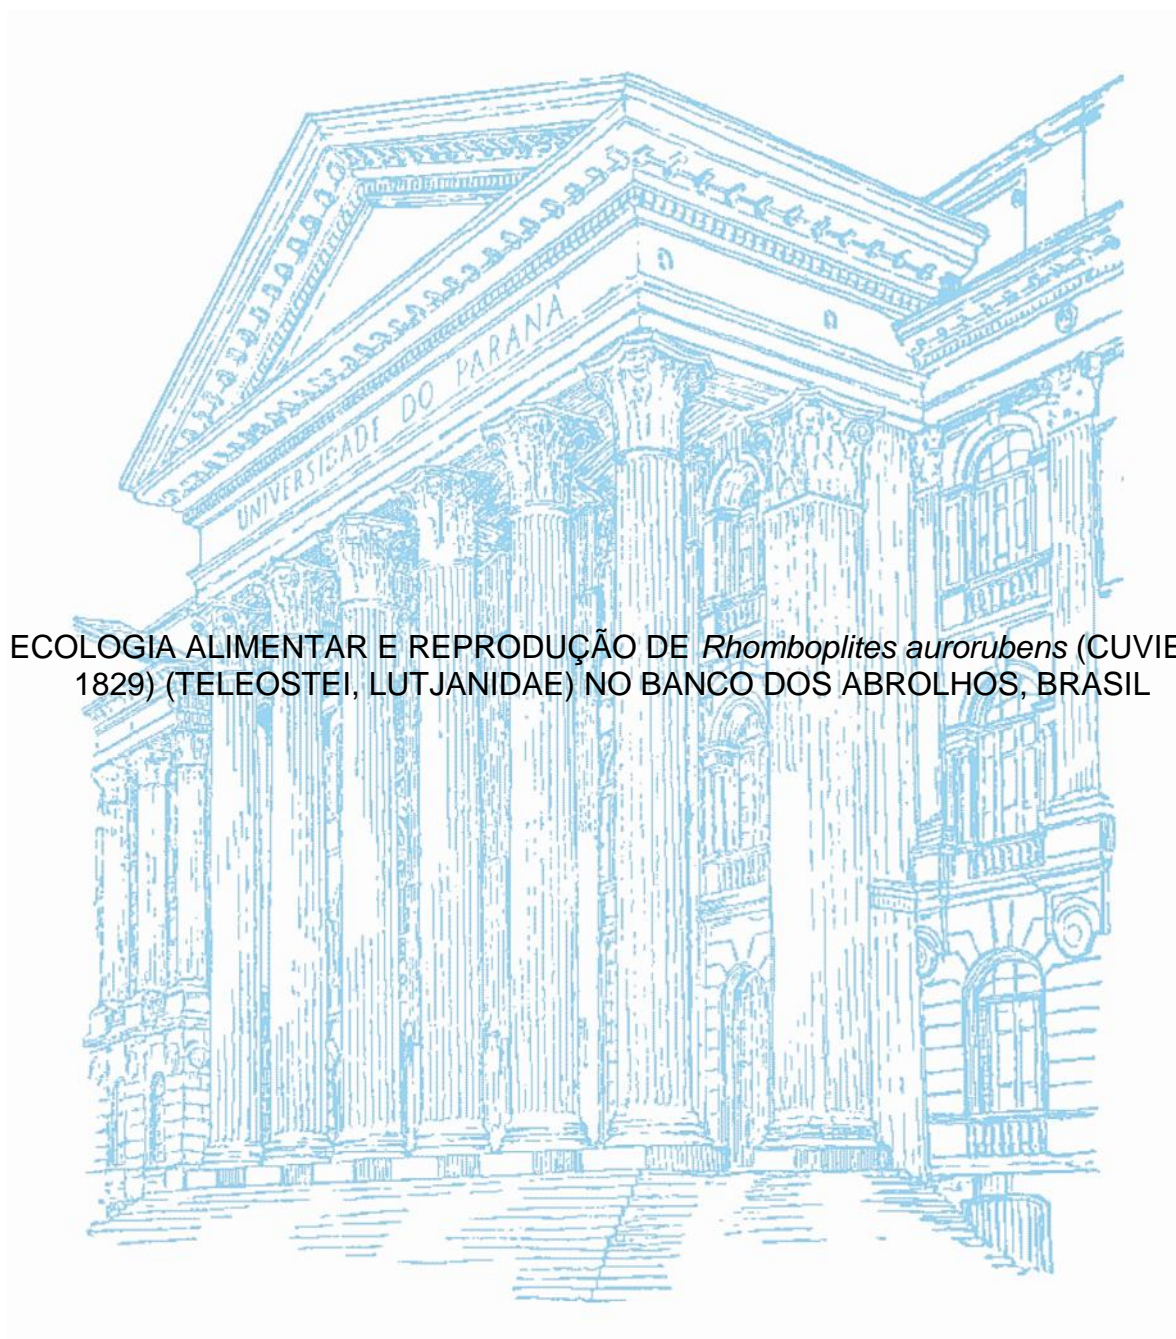 UNIVERSIDADE DO PARANÁ
ECOLOGIA ALIMENTAR E REPRODUÇÃO DE Rhomboplites aurorubens (CUVIE
1829) (TELEOSTEI, LUTJANIDAE) NO BANCO DOS ABROLHOS, BRASIL